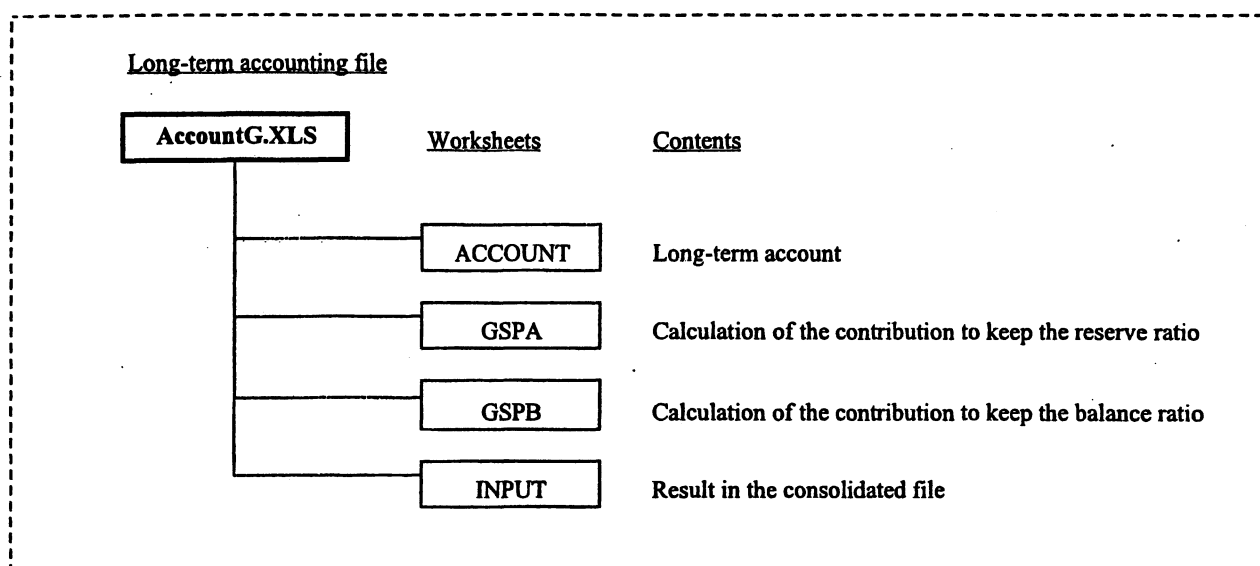 Long-term accounting file
AccountG.XLS Worksheets Contents
ACCOUNT Long-term account
GSPA Calculation of the contribution to keep the reserve ratio
GSPB Calculation of the contribution to keep the balance ratio
INPUT Result in the consolidated file